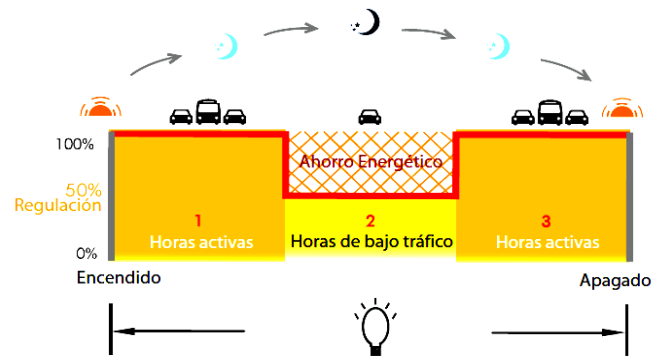 100%
Ahorro Energético
50%
Regulación
1
2
3
Horas activas
Horas de bajo tráfico
Horas activas
0%
Encendido
Apagado